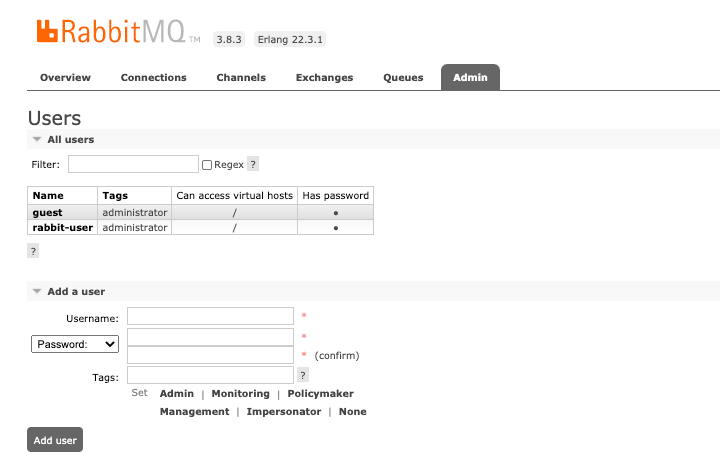 RabbitMQ TM 3.8.3 Erlang 22.3.1
Overview Connections Channels Exchanges Queues Admin
Users
All users
Filter: Regex ?
Name Tags Can access virtual hosts Has password
guest administrator / •
rabbit-user administrator / •
?
Add a user
Username: *
Password: *
* (confirm)
Tags: ?
Set Admin | Monitoring | Policymaker
Management | Impersonator | None
Add user